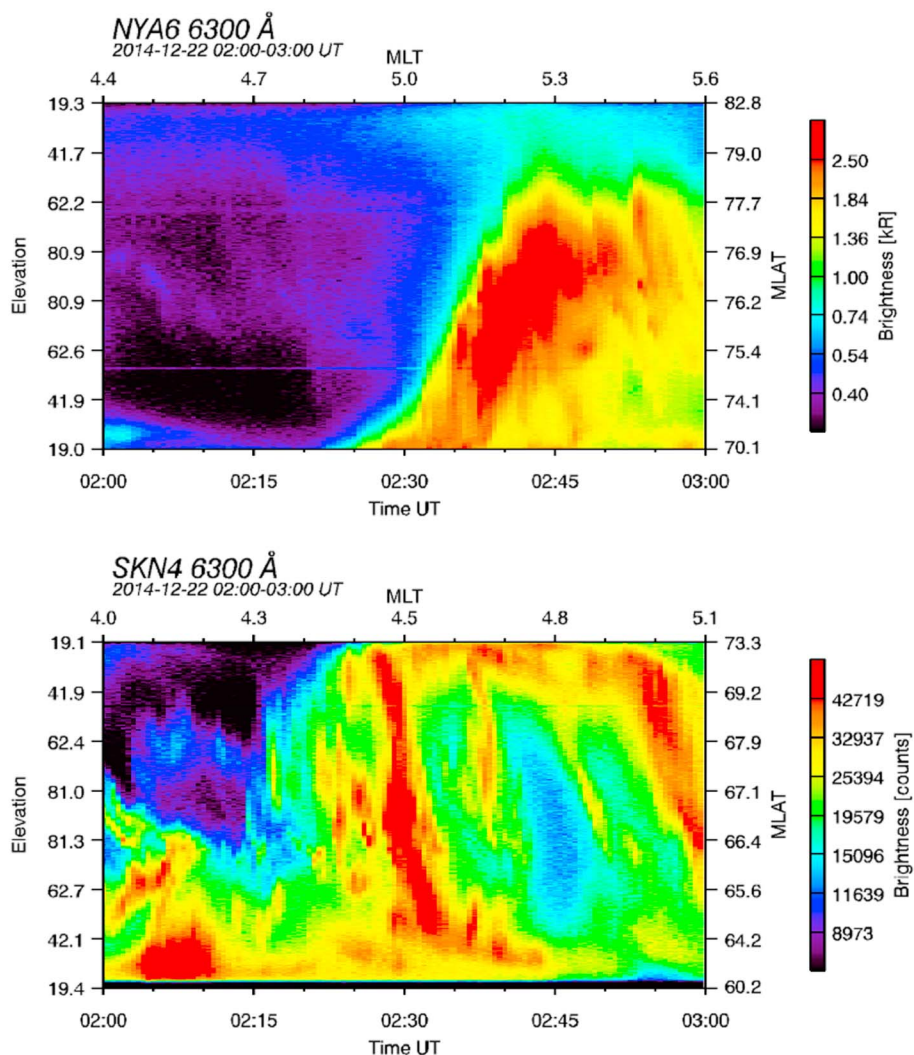 NYA6 6300 Å
2014-12-22 02:00-03:00 UT
MLT
4.4 4.7 5.0 5.3 5.6
19.3 82.8
41.7 79.0 2.50
62.2 77.7 1.84
80.9 76.9 1.36
Elevation MLAT 1.00 Brightness [kR]
80.9 76.2 0.74
62.6 75.4 0.54
41.9 74.1 0.40
19.0 70.1
02:00 02:15 02:30 02:45 03:00
Time UT
SKN4 6300 Å
2014-12-22 02:00-03:00 UT
MLT
4.0 4.3 4.5 4.8 5.1
19.1 73.3
41.9 69.2 42719
62.4 67.9 32937
81.0 67.1 25394
Elevation MLAT 19579 Brightness [counts]
81.3 66.4 15096
62.7 65.6 11639
42.1 64.2 8973
19.4 60.2
02:00 02:15 02:30 02:45 03:00
Time UT